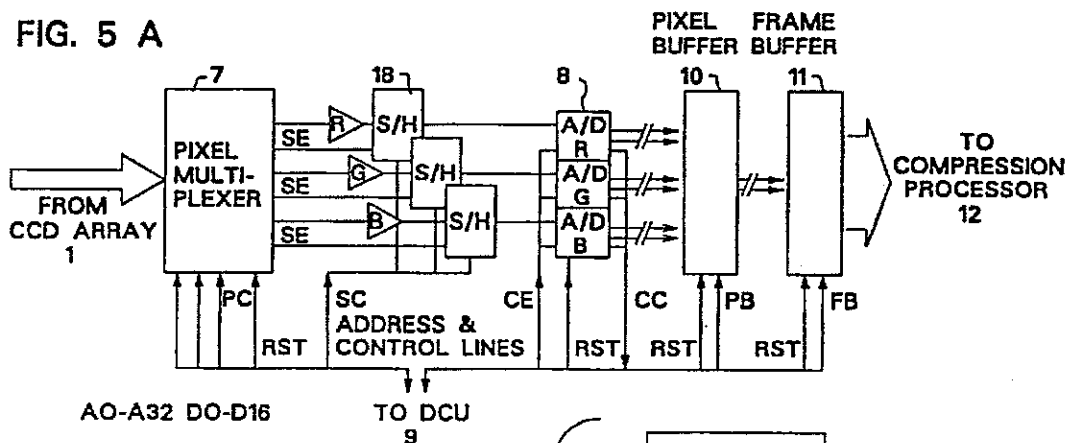 FIG. 5 A
PIXEL BUFFER
FRAME BUFFER
7
18
8
10
11
PIXEL
MULTI-
PLEXER
SE
SE
SE
R
G
B
S/H
S/H
S/H
A/D
R
A/D
G
A/D
B
FROM
CCD ARRAY
1
TO
COMPRESSION
PROCESSOR
12
PC
SC
CE
CC
PB
FB
ADDRESS &
CONTROL LINES
RST
RST
RST
RST
AO-A32 DO-D16
TO DCU
9